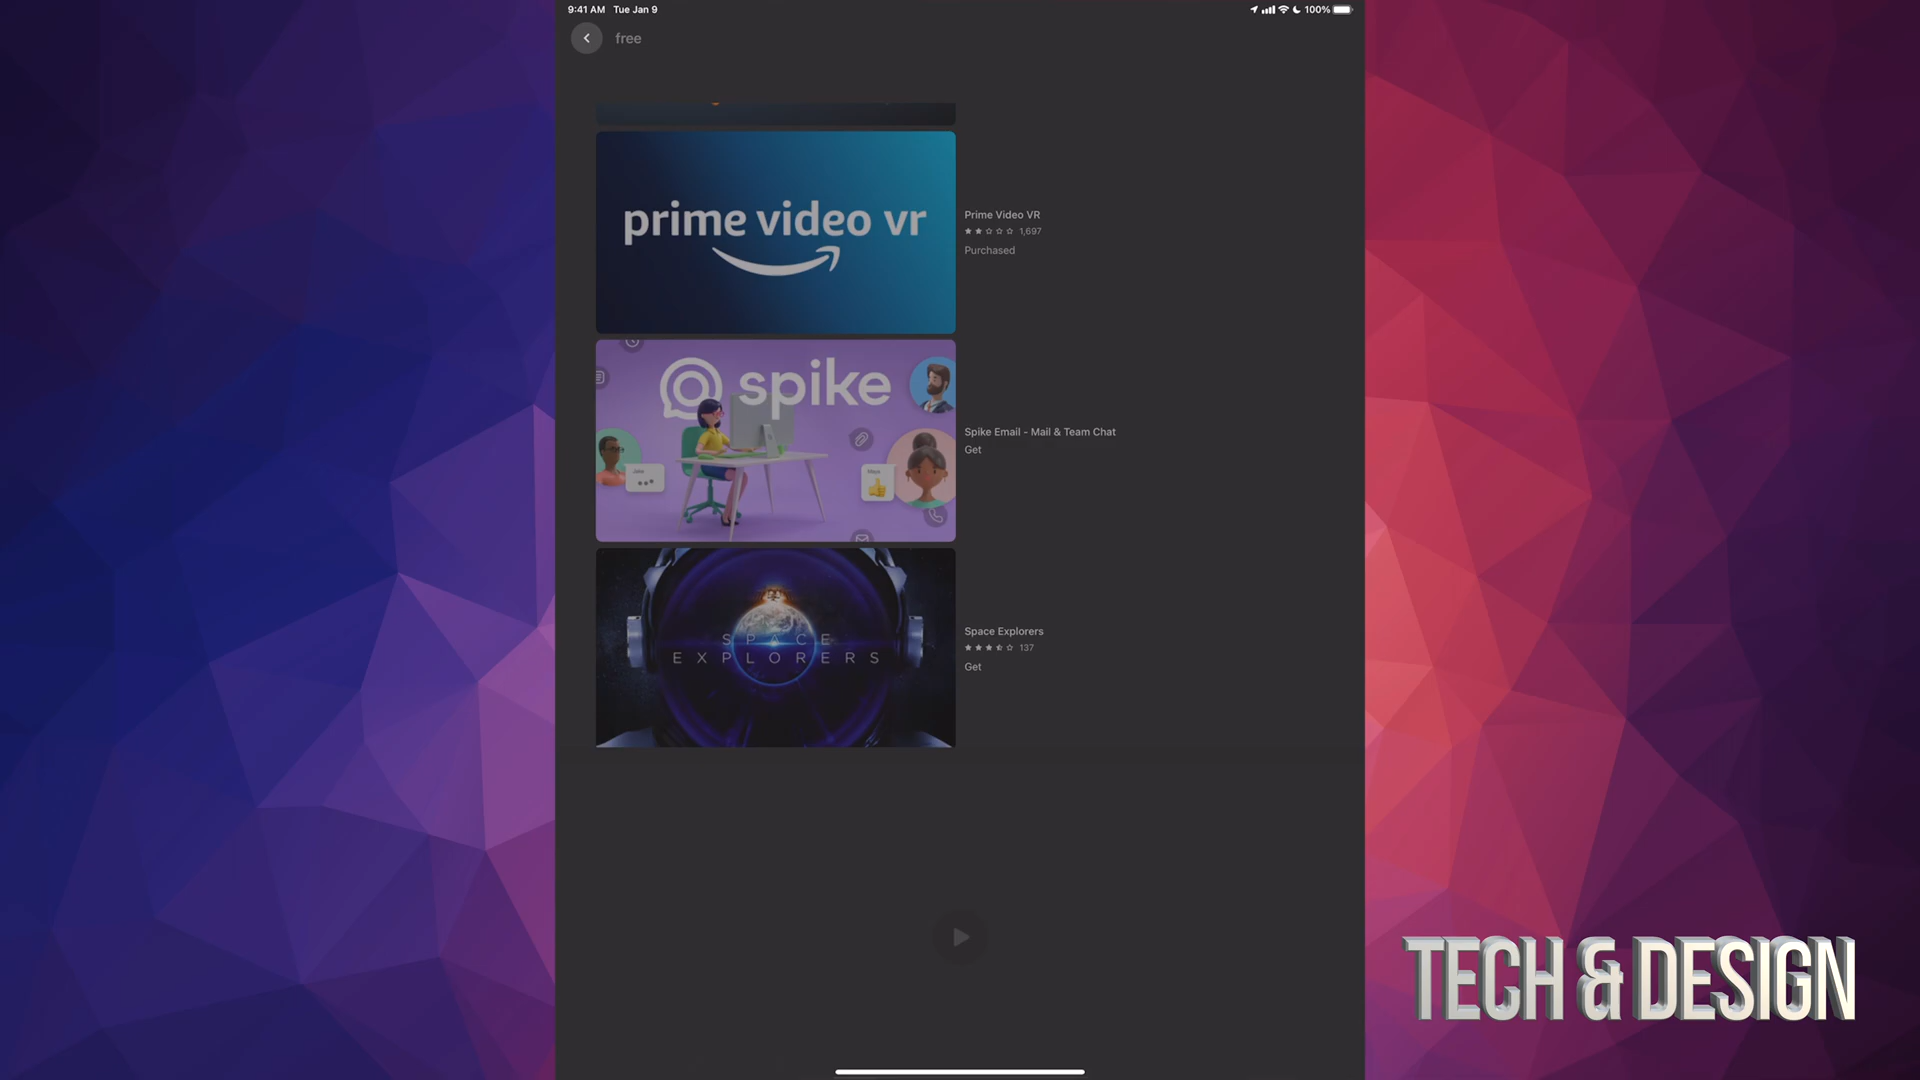 9:41 AM Tue Jan 9
100%
free
prime video vr
Prime Video VR
1,697
Purchased
spike
Spike Email - Mail & Team Chat
Get
SPACE
EXPLORERS
Space Explorers
137
Get
TECH & DESIGN